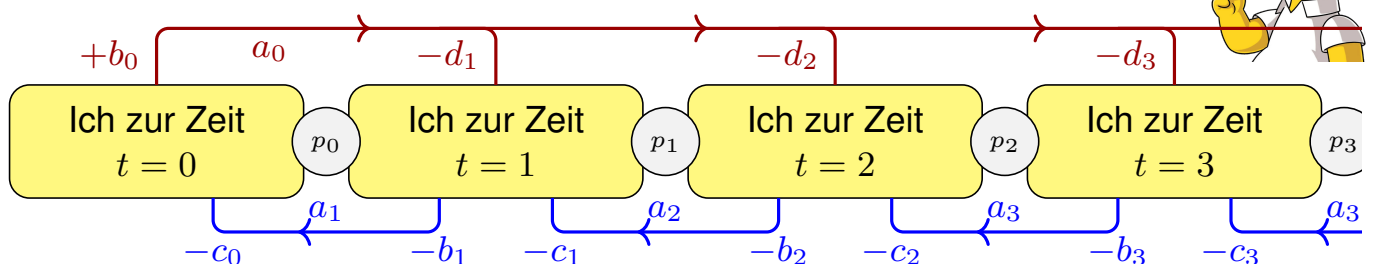 +b₀ a₀ −d₁ −d₂ −d₃
Ich zur Zeit Ich zur Zeit Ich zur Zeit Ich zur Zeit
p₀ p₁ p₂ p₃
t = 0 t = 1 t = 2 t = 3
a₁ a₂ a₃ a₃
−c₀ −b₁ −c₁ −b₂ −c₂ −b₃ −c₃